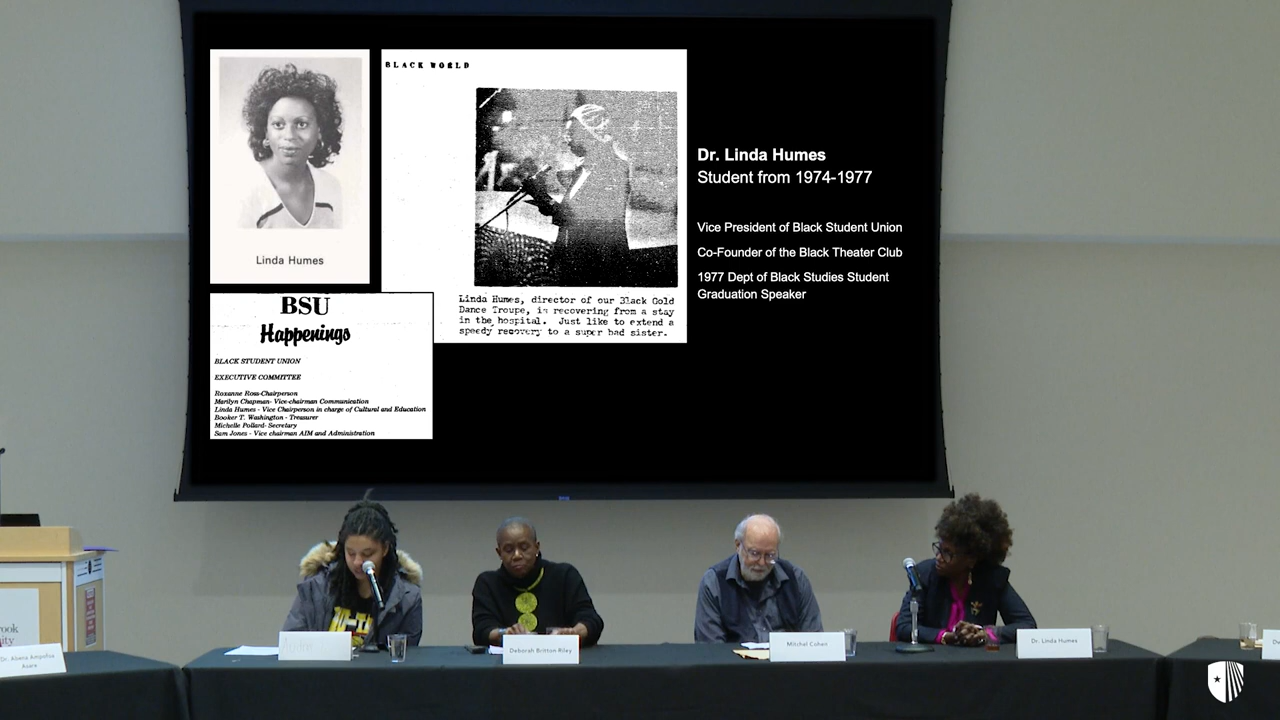 BLACK WORLD
Linda Humes
Linda Humes, director of our Black Gold
Dance Troupe, is recovering from a stay
in the hospital. Just like to extend a
speedy recovery to a super bad sister.
Dr. Linda Humes
Student from 1974-1977
Vice President of Black Student Union
Co-Founder of the Black Theater Club
1977 Dept of Black Studies Student
Graduation Speaker
BSU
Happenings
BLACK STUDENT UNION
EXECUTIVE COMMITTEE
Roxanne Ross-Chairperson
Marilyn Chapman- Vice-chairman Communication
Linda Humes - Vice Chairperson in charge of Cultural and Education
Booker T. Washington - Treasurer
Michelle Pollard- Secretary
Sam Jones - Vice chairman AIM and Administration
Deborah Britton Riley
Mitchel Cohen
Dr. Linda Humes